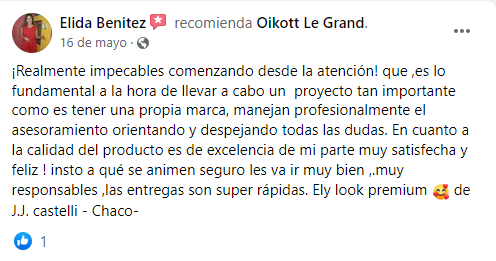 Elida Benitez recomienda Oikott Le Grand.
16 de mayo ·
¡Realmente impecables comenzando desde la atención! que ,es lo
fundamental a la hora de llevar a cabo un  proyecto tan importante
como es tener una propia marca, manejan profesionalmente el
asesoramiento orientando y despejando todas las dudas. En cuanto a
la calidad del producto es de excelencia de mi parte muy satisfecha y
feliz ! insto a qué se animen seguro les va ir muy bien ,.muy
responsables ,las entregas son super rápidas. Ely look premium 🥰 de
J.J. castelli - Chaco-
1